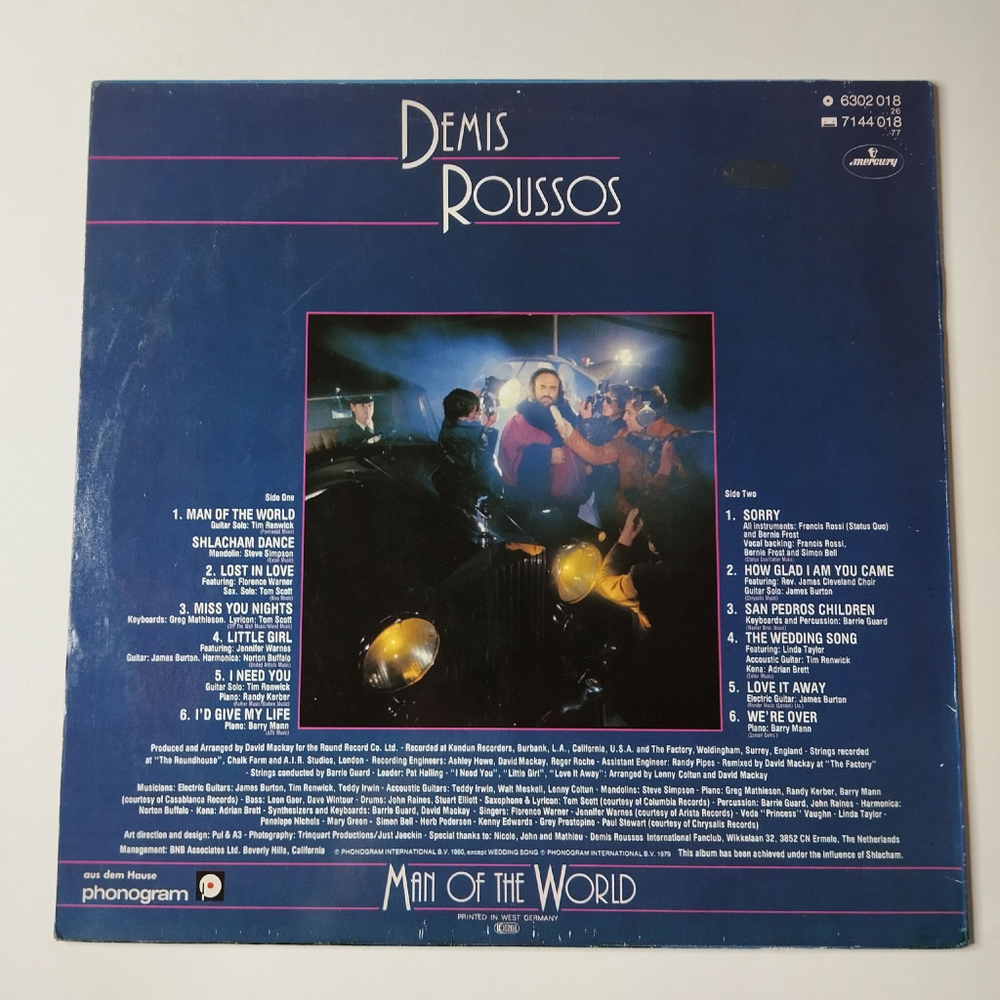 DEMIS
ROUSSOS
6302 018
26
7144 018
77
mercury
Side One
1. MAN OF THE WORLD
Guitar Solo: Tim Renwick
SHLACHAM DANCE
Mandolin: Steve Simpson
2. LOST IN LOVE
Featuring: Florence Warner
Sax. Solo: Tom Scott
3. MISS YOU NIGHTS
Keyboards: Greg Mathieson. Lyricon: Tom Scott
4. LITTLE GIRL
Featuring: Jennifer Warnes
Guitar: James Burton. Harmonica: Norton Buffalo
(United Artists Music)
5. I NEED YOU
Guitar Solo: Tim Renwick
Piano: Randy Kerber
6. I'D GIVE MY LIFE
Piano: Barry Mann
Side Two
1. SORRY
All Instruments: Francis Rossi (Status Quo)
and Bernie Frost
Vocal backing: Francis Rossi,
Bernie Frost and Simon Bell
2. HOW GLAD I AM YOU CAME
Featuring: Rev. James Cleveland Choir
Guitar Solo: James Burton
(Chrysalis Music)
3. SAN PEDROS CHILDREN
Keyboards and Percussion: Barrie Guard
(Warner Bros. Music)
4. THE WEDDING SONG
Featuring: Linda Taylor
Accoustic Guitar: Tim Renwick
Kena: Adrian Brett
5. LOVE IT AWAY
Electric Guitar: James Burton
6. WE'RE OVER
Piano: Barry Mann
(Screen Gems)
Produced and Arranged by David Mackay for the Round Record Co. Ltd. - Recorded at Kendun Recorders, Burbank, L.A., California, U.S.A. and The Factory, Woldingham, Surrey, England - Strings recorded
at "The Roundhouse", Chalk Farm and A.I.R. Studios, London - Recording Engineers: Ashley Howe, David Mackay, Roger Roche - Assistant Engineer: Randy Pipes - Remixed by David Mackay at "The Factory"
- Strings conducted by Barrie Guard - Leader: Pat Halling - "I Need You", "Little Girl", "Love It Away": Arranged by Lenny Coltun and David Mackay
Musicians: Electric Guitars: James Burton, Tim Renwick, Teddy Irwin - Accoustic Guitars: Teddy Irwin, Walt Meskell, Lenny Coltun - Mandolins: Steve Simpson - Piano: Greg Mathieson, Randy Kerber, Barry Mann
(courtesy of Casablanca Records) - Bass: Leon Gaer, Dave Wintour - Drums: John Raines, Stuart Elliott - Saxophone & Lyricon: Tom Scott (courtesy of Columbia Records) - Percussion: Barrie Guard, John Raines - Harmonica:
Norton Buffalo - Kena: Adrian Brett - Synthesizers and Keyboards: Barrie Guard, David Mackay - Singers: Florence Warner - Jennifer Warnes (courtesy of Arista Records) - Veda "Princess" Vaughn - Linda Taylor -
Penelope Nichols - Mary Green - Simon Bell - Herb Pedersen - Kenny Edwards - Grey Prestopino - Paul Stewart (courtesy of Chrysalis Records)
Art direction and design: Pul & A3 - Photography: Trinquart Productions/Just Jaeckin - Special thanks to: Nicole, John and Mathieu - Demis Roussos International Fanclub, Wikkelaan 32, 3852 CN Ermelo, The Netherlands
Management: BNB Associates Ltd. Beverly Hills, California ℗ PHONOGRAM INTERNATIONAL B.V. 1980, except WEDDING SONG ℗ PHONOGRAM INTERNATIONAL B.V. 1979 This album has been achieved under the influence of Shlacham.
aus dem Hause
phonogram
MAN OF THE WORLD
PRINTED IN WEST GERMANY